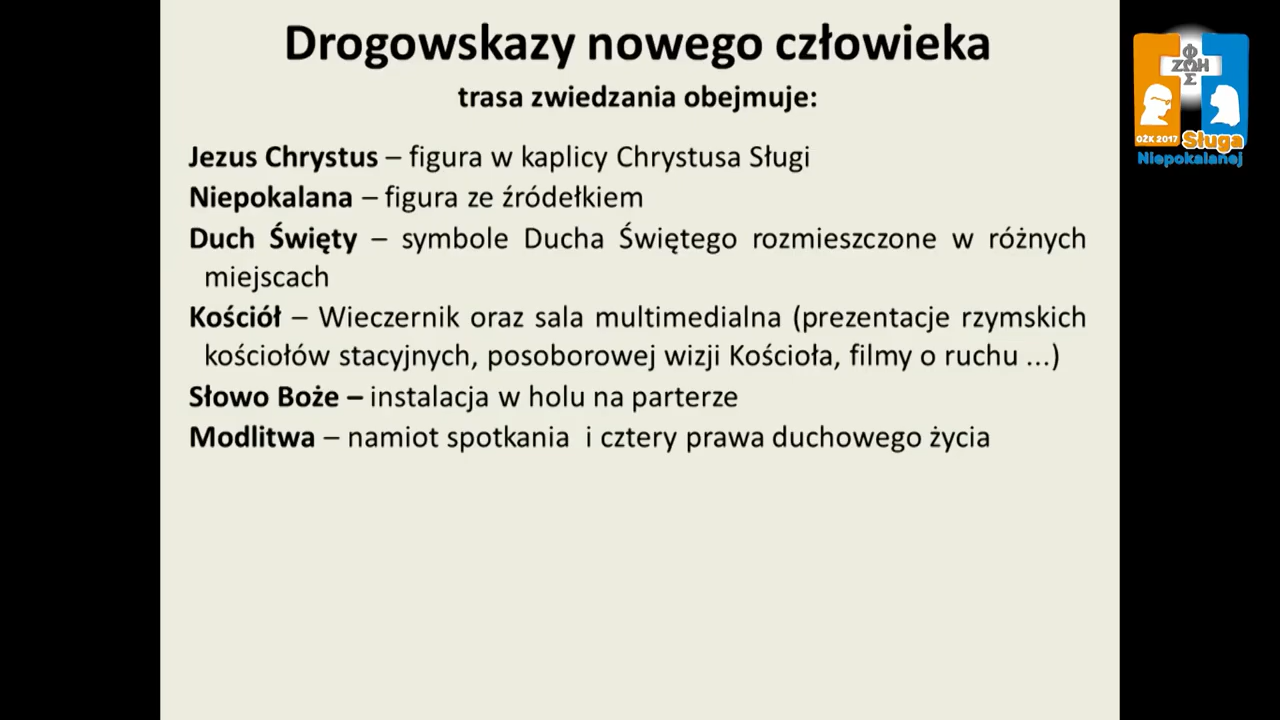 Drogowskazy nowego człowieka
trasa zwiedzania obejmuje:
Jezus Chrystus – figura w kaplicy Chrystusa Sługi
Niepokalana – figura ze źródełkiem
Duch Święty – symbole Ducha Świętego rozmieszczone w różnych
miejscach
Kościół – Wieczernik oraz sala multimedialna (prezentacje rzymskich
kościołów stacyjnych, posoborowej wizji Kościoła, filmy o ruchu ...)
Słowo Boże – instalacja w holu na parterze
Modlitwa – namiot spotkania i cztery prawa duchowego życia
Φ
ΖΩΗ
Σ
OŻK 2017 Sługa
Niepokalanej